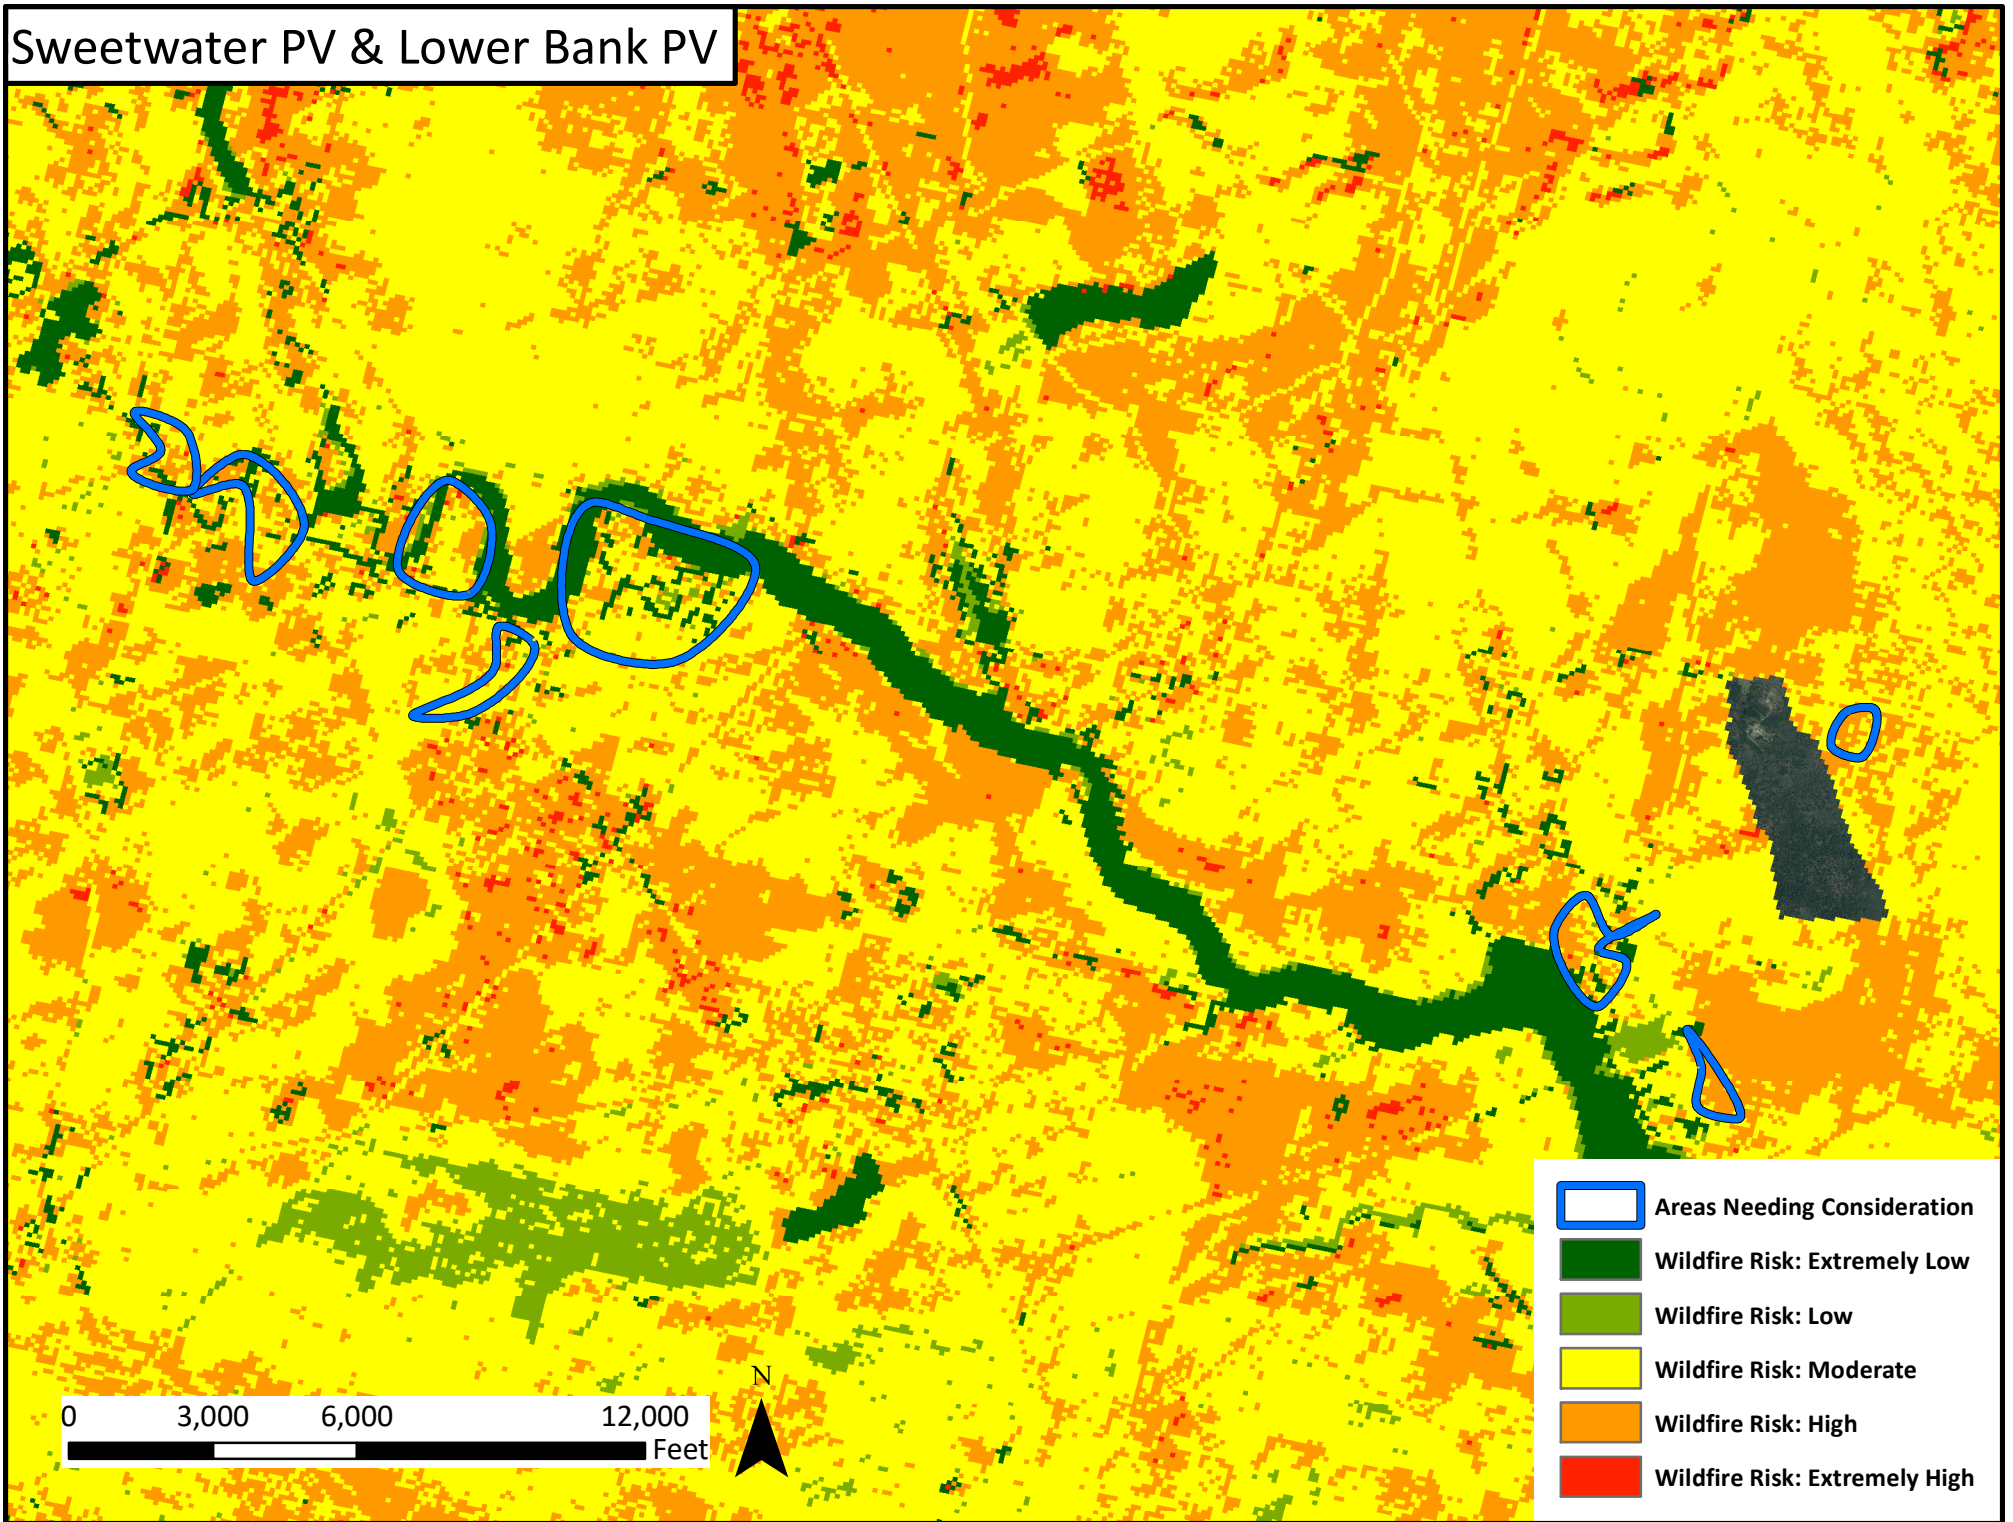 Sweetwater PV & Lower Bank PV
Areas Needing Consideration
Wildfire Risk: Extremely Low
Wildfire Risk: Low
Wildfire Risk: Moderate
Wildfire Risk: High
Wildfire Risk: Extremely High
N
0 3,000 6,000 12,000
Feet